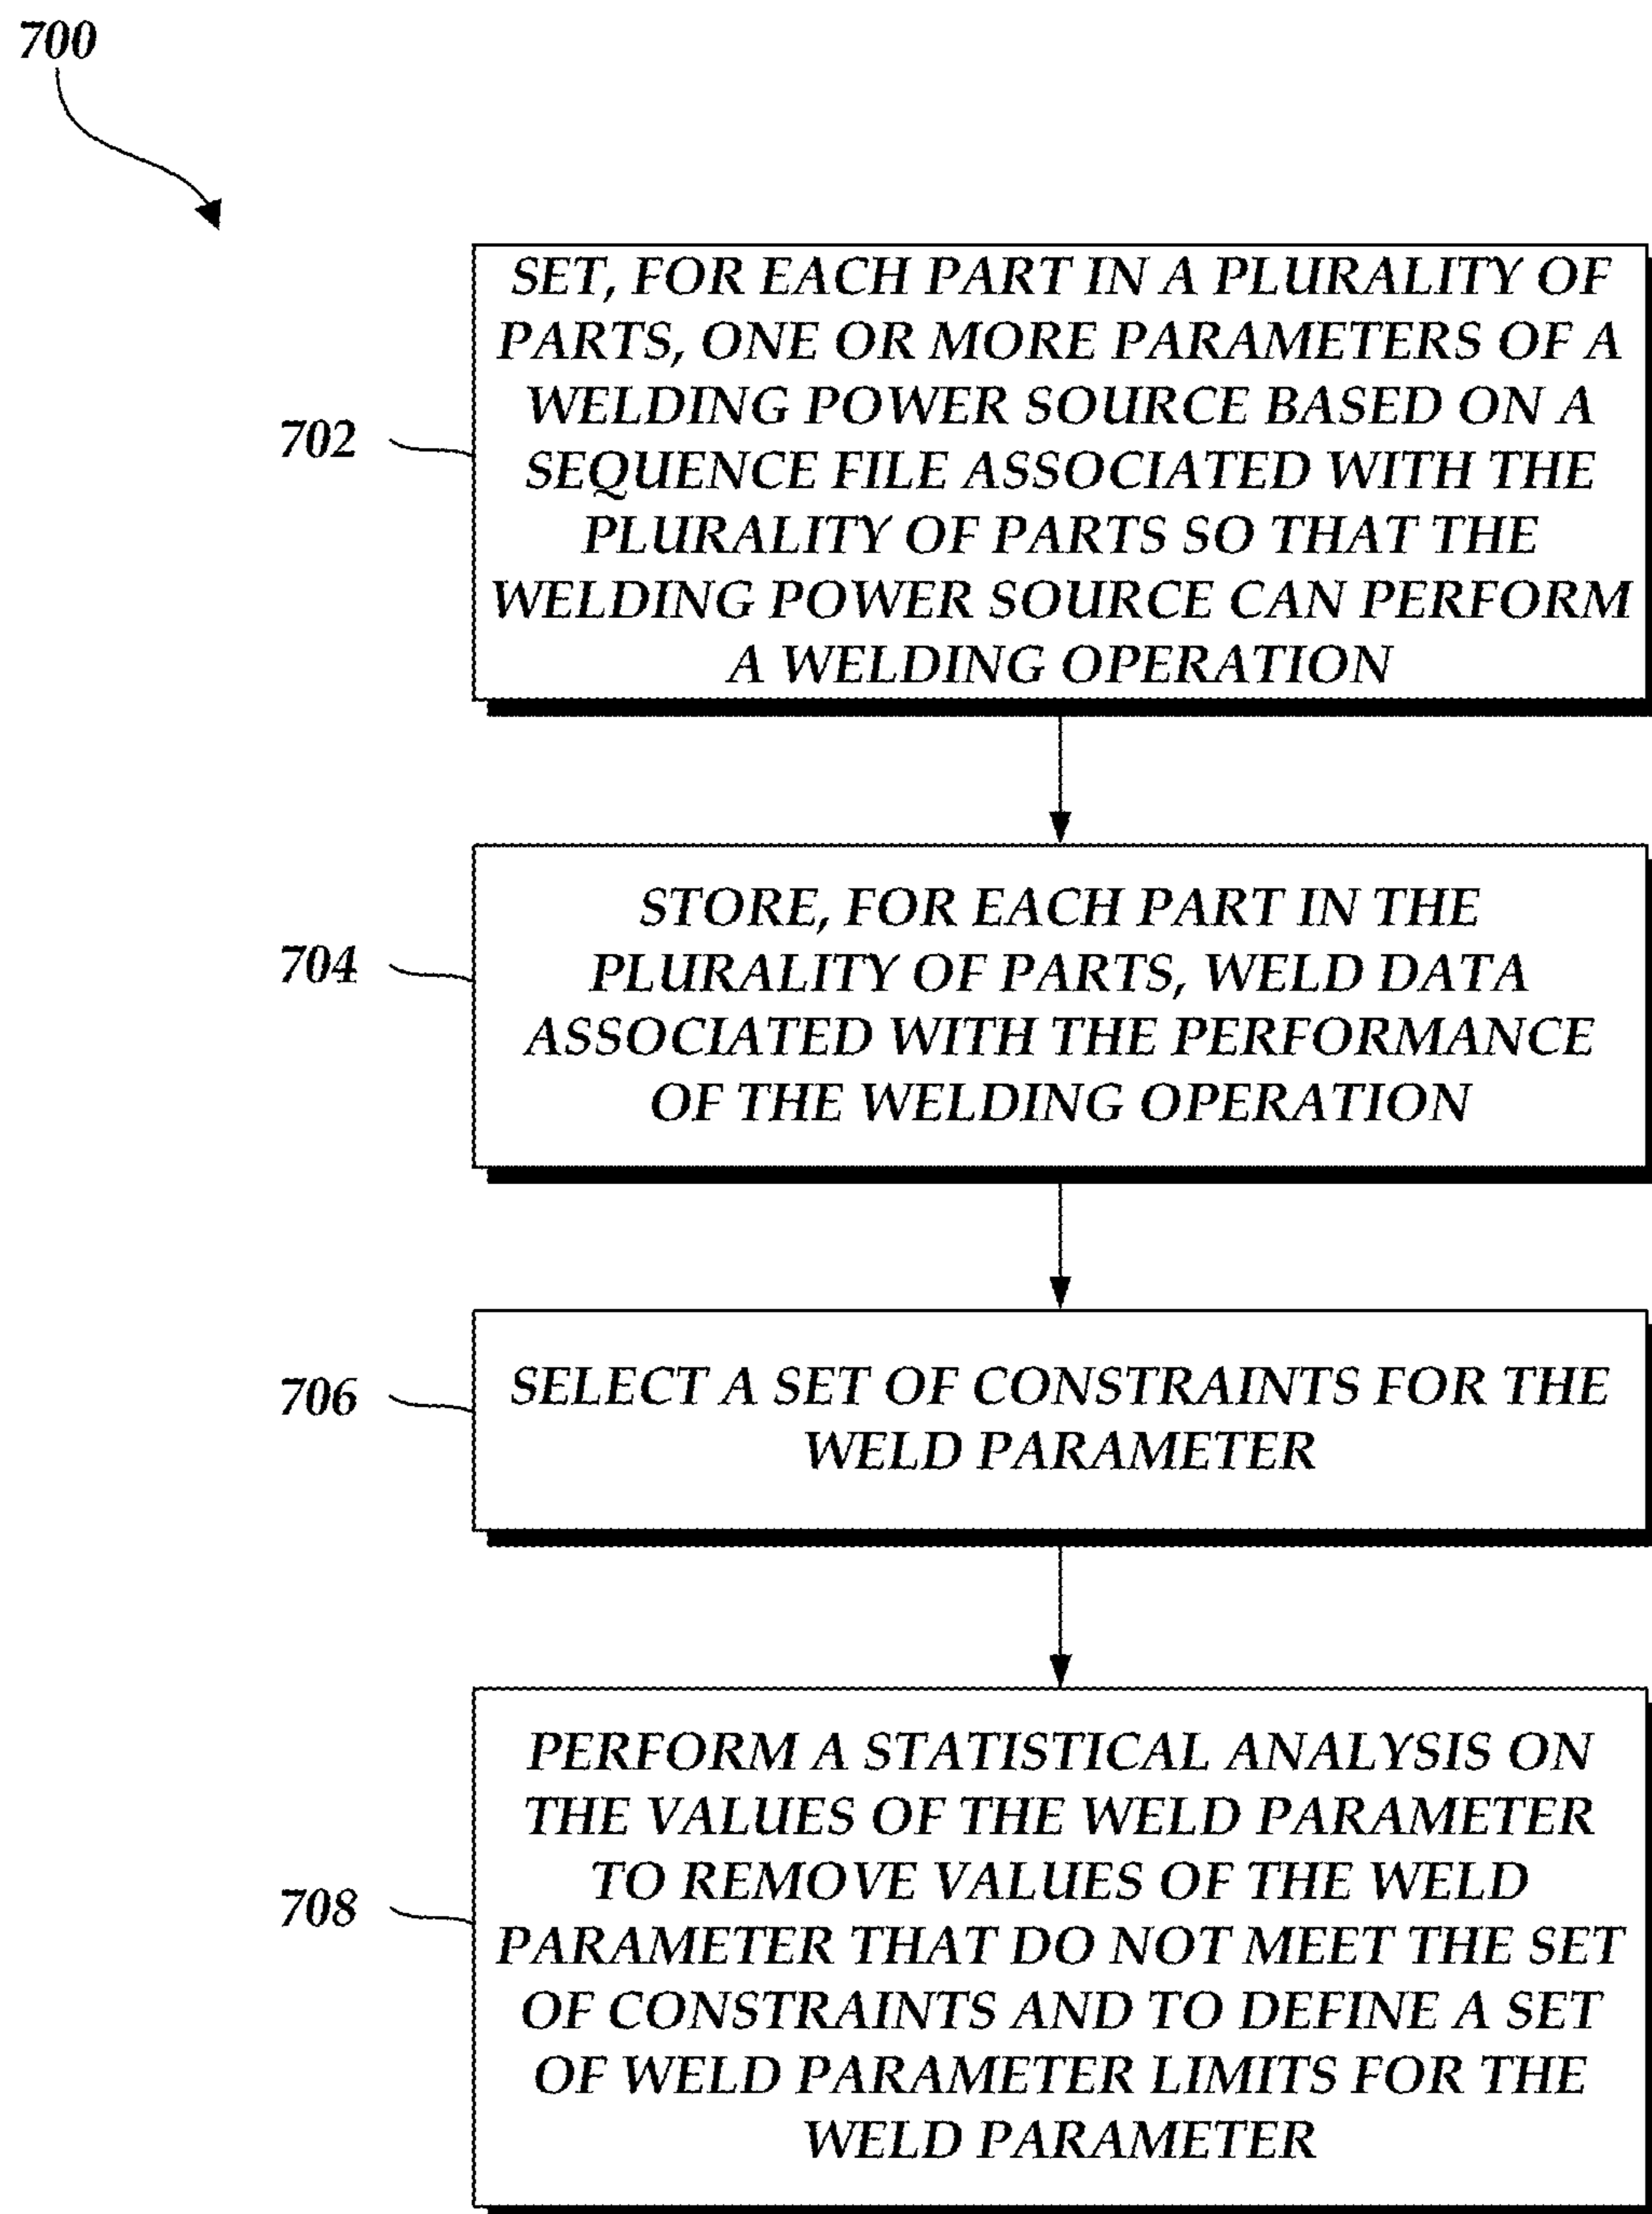 700
SET, FOR EACH PART IN A PLURALITY OF
PARTS, ONE OR MORE PARAMETERS OF A
WELDING POWER SOURCE BASED ON A
702
SEQUENCE FILE ASSOCIATED WITH THE
PLURALITY OF PARTS SO THAT THE
WELDING POWER SOURCE CAN PERFORM
A WELDING OPERATION
STORE, FOR EACH PART IN THE
704
PLURALITY OF PARTS, WELD DATA
ASSOCIATED WITH THE PERFORMANCE
OF THE WELDING OPERATION
706
SELECT A SET OF CONSTRAINTS FOR THE
WELD PARAMETER
PERFORM A STATISTICAL ANALYSIS ON
THE VALUES OF THE WELD PARAMETER
TO REMOVE VALUES OF THE WELD
708
PARAMETER THAT DO NOT MEET THE SET
OF CONSTRAINTS AND TO DEFINE A SET
OF WELD PARAMETER LIMITS FOR THE
WELD PARAMETER